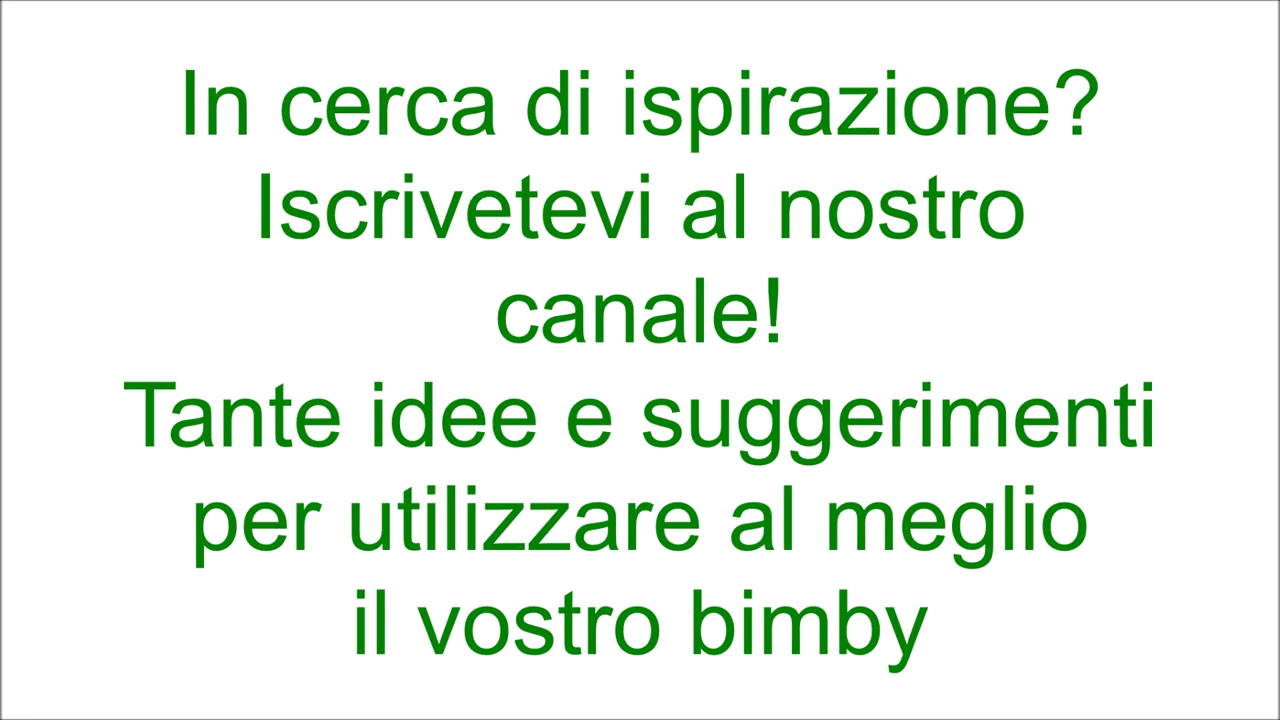 In cerca di ispirazione?
Iscrivetevi al nostro
canale!
Tante idee e suggerimenti
per utilizzare al meglio
il vostro bimby